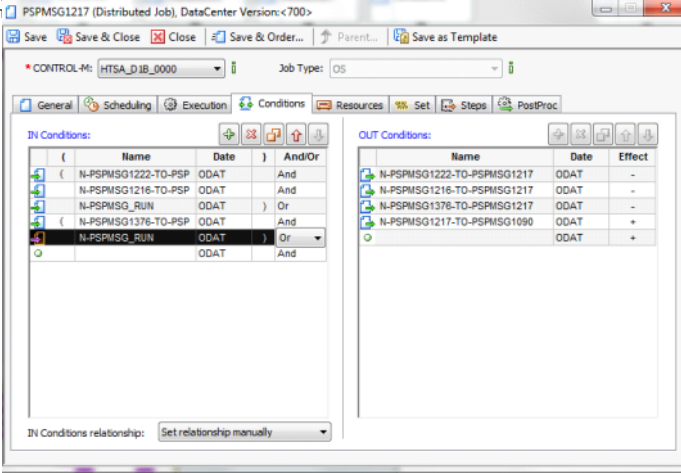 PSPMSG1217 (Distributed Job), DataCenter Version:<700>
Save Save & Close Close Save & Order... Parent... Save as Template
* CONTROL-M: HTSA_D1B_0000 Job Type: OS
General Scheduling Execution Conditions Resources Set Steps PostProc
IN Conditions:
( Name Date ) And/Or
( N-PSPMSG1222-TO-PSP ODAT And
N-PSPMSG1216-TO-PSP ODAT And
N-PSPMSG_RUN ODAT ) Or
( N-PSPMSG1376-TO-PSP ODAT And
N-PSPMSG_RUN ODAT ) Or
ODAT And
IN Conditions relationship: Set relationship manually
OUT Conditions:
Name Date Effect
N-PSPMSG1222-TO-PSPMSG1217 ODAT -
N-PSPMSG1216-TO-PSPMSG1217 ODAT -
N-PSPMSG1376-TO-PSPMSG1217 ODAT -
N-PSPMSG1217-TO-PSPMSG1090 ODAT +
ODAT +